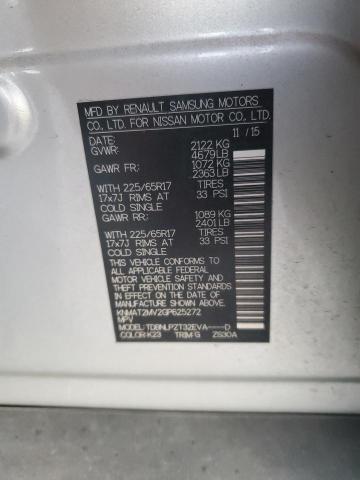 MFD BY RENAULT SAMSUNG MOTORS
CO., LTD. FOR NISSAN MOTOR CO., LTD.
DATE: 11 / 15
GVWR: 2122 KG
4679 LB
GAWR FR: 1072 KG
2363 LB
WITH 225/65R17 TIRES
17x7J RIMS AT 33 PSI
COLD SINGLE
GAWR RR: 1089 KG
2401 LB
WITH 225/65R17 TIRES
17x7J RIMS AT 33 PSI
COLD SINGLE
THIS VEHICLE CONFORMS TO ALL APPLICABLE
U.S. FEDERAL MOTOR VEHICLE SAFETY AND
THEFT PREVENTION STANDARDS IN EFFECT ON
THE DATE OF MANUFACTURE SHOWN ABOVE.
KNMAT2MV2GP625272
MPV
MODEL: TDBNLPZT32EVA----D
COLOR:K23 TRIM:G ZS30A